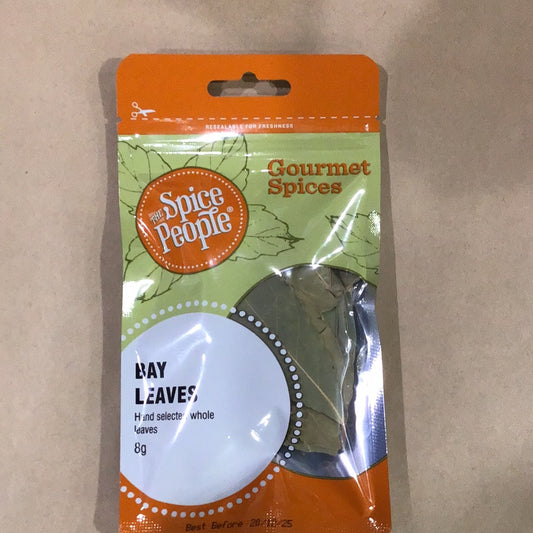 RESEALABLE FOR FRESHNESS
Gourmet
Spices
THE Spice
People®
BAY
LEAVES
Hand selected whole
leaves
8g
Best Before 20/12/25